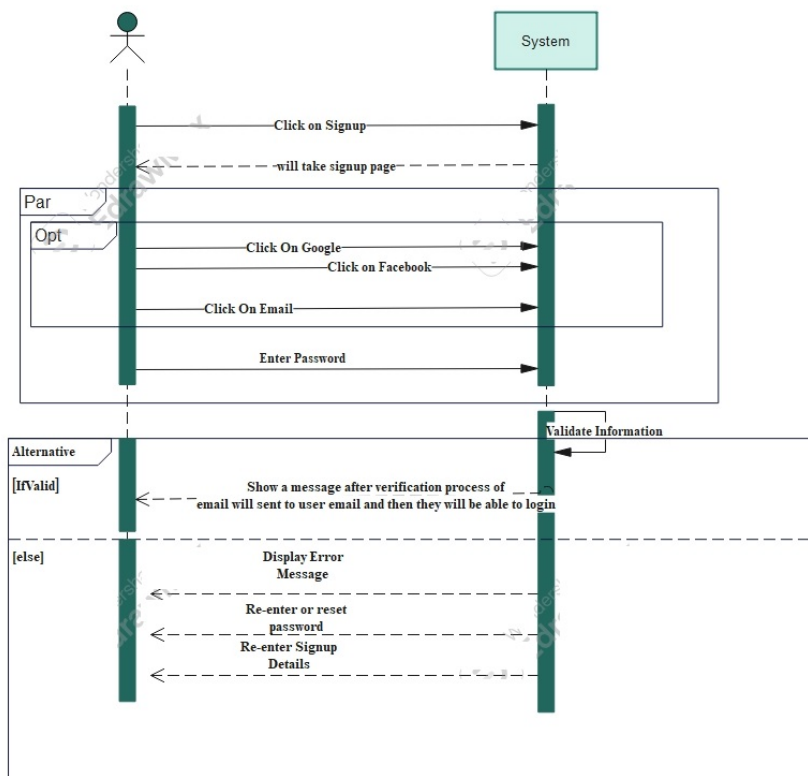 System
Click on Signup
will take signup page
Par
Opt
Click On Google
Click on Facebook
Click On Email
Enter Password
Validate Information
Alternative
[IfValid]
Show a message after verification process of
email will sent to user email and then they will be able to login
[else]
Display Error
Message
Re-enter or reset
password
Re-enter Signup
Details